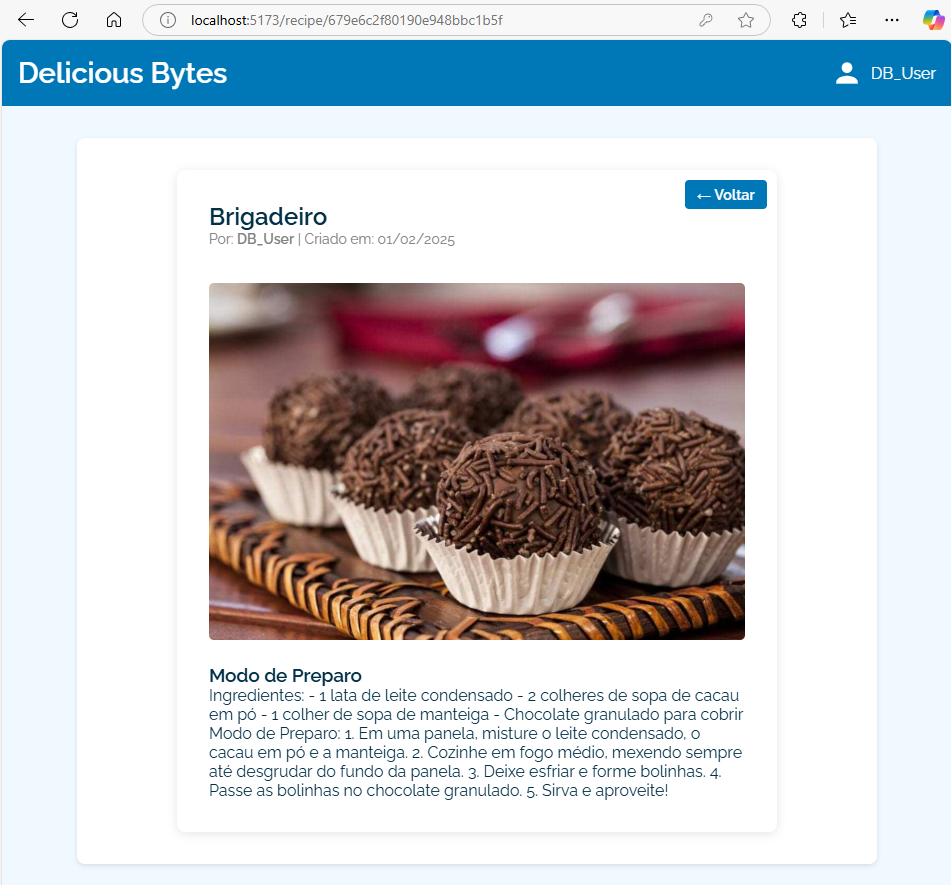 localhost:5173/recipe/679e6c2f80190e948bbc1b5f
Delicious Bytes
DB_User
← Voltar
Brigadeiro
Por: DB_User | Criado em: 01/02/2025
Modo de Preparo
Ingredientes: - 1 lata de leite condensado - 2 colheres de sopa de cacau
em pó - 1 colher de sopa de manteiga - Chocolate granulado para cobrir
Modo de Preparo: 1. Em uma panela, misture o leite condensado, o
cacau em pó e a manteiga. 2. Cozinhe em fogo médio, mexendo sempre
até desgrudar do fundo da panela. 3. Deixe esfriar e forme bolinhas. 4.
Passe as bolinhas no chocolate granulado. 5. Sirva e aproveite!